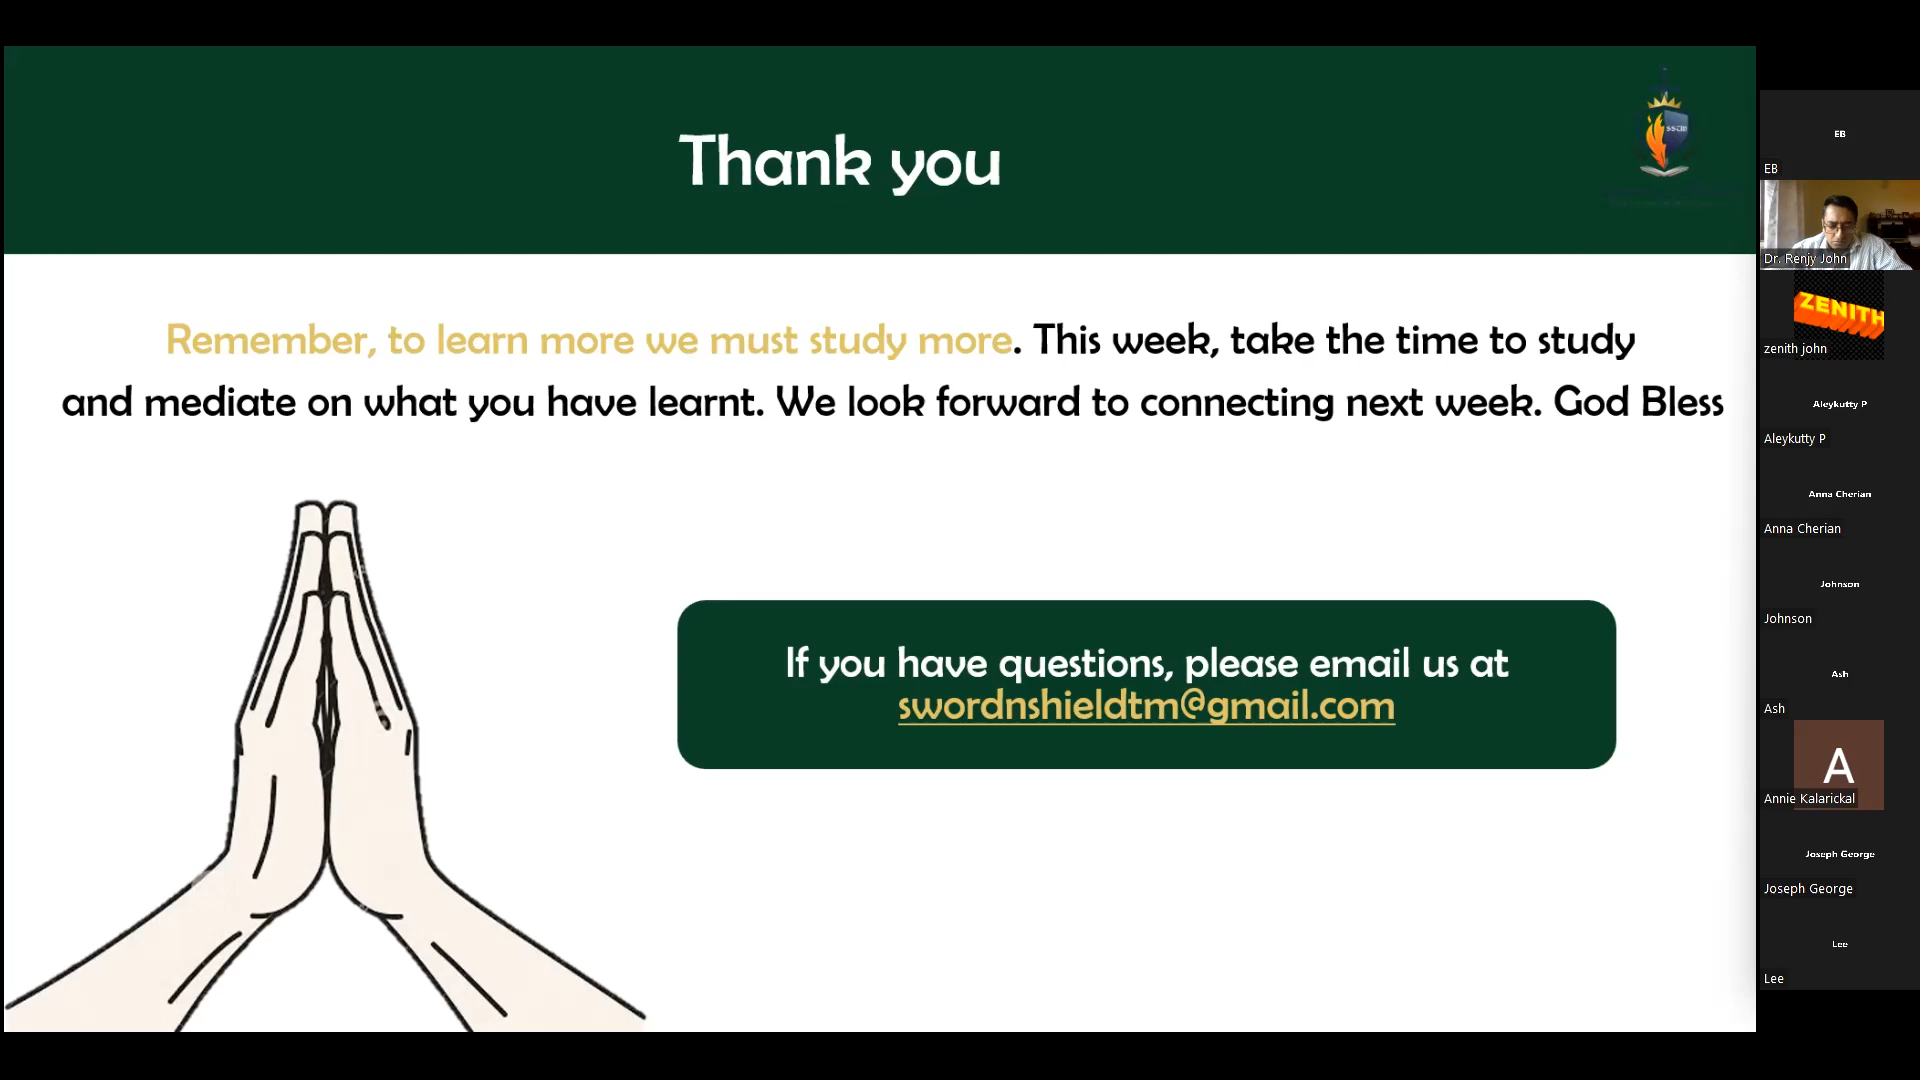 Thank you
SSTM
Remember, to learn more we must study more. This week, take the time to study
and mediate on what you have learnt. We look forward to connecting next week. God Bless
If you have questions, please email us at
swordnshieldtm@gmail.com
EB
EB
Dr. Renjy John
ZENITH
zenith john
Aleykutty P
Aleykutty P
Anna Cherian
Anna Cherian
Johnson
Johnson
Ash
Ash
A
Annie Kalarickal
Joseph George
Joseph George
Lee
Lee